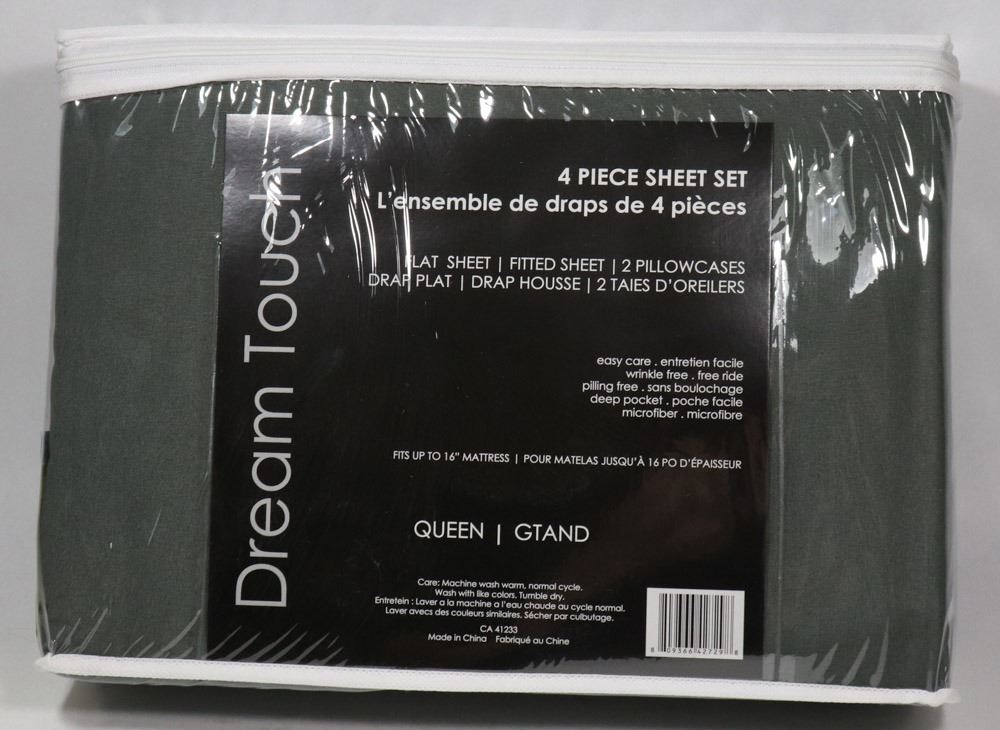 Dream Touch
4 PIECE SHEET SET
L'ensemble de draps de 4 pièces
FLAT SHEET | FITTED SHEET | 2 PILLOWCASES
DRAP PLAT | DRAP HOUSSE | 2 TAIES D'OREILERS
easy care . entretien facile
wrinkle free . free ride
pilling free . sans boulochage
deep pocket . poche facile
microfiber . microfibre
FITS UP TO 16" MATTRESS | POUR MATELAS JUSQU'À 16 PO D'ÉPAISSEUR
QUEEN | GTAND
Care: Machine wash warm, normal cycle.
Wash with like colors. Tumble dry.
Entretein : Laver a la machine a l'eau chaude au cycle normal.
Laver avecs des couleurs similaires. Sécher par culbutage.
CA 41233
Made in China Fabriqué au Chine
8 09366 42729 8